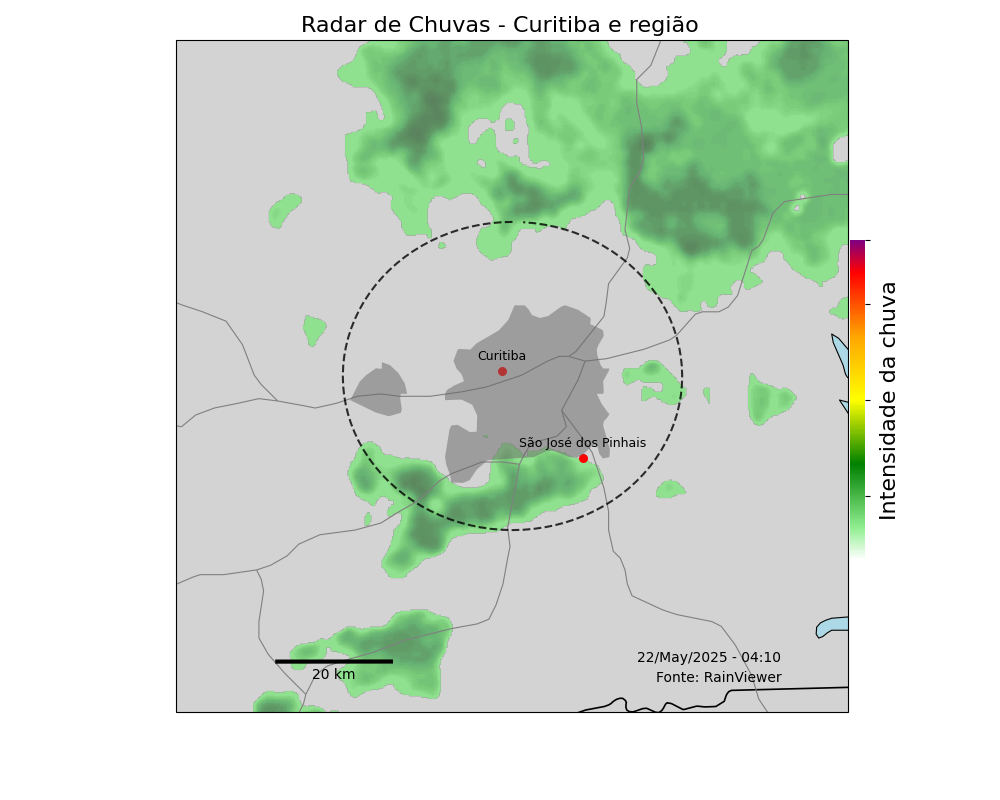 Radar de Chuvas - Curitiba e região
Curitiba
São José dos Pinhais
Intensidade da chuva
22/May/2025 - 04:10
Fonte: RainViewer
20 km